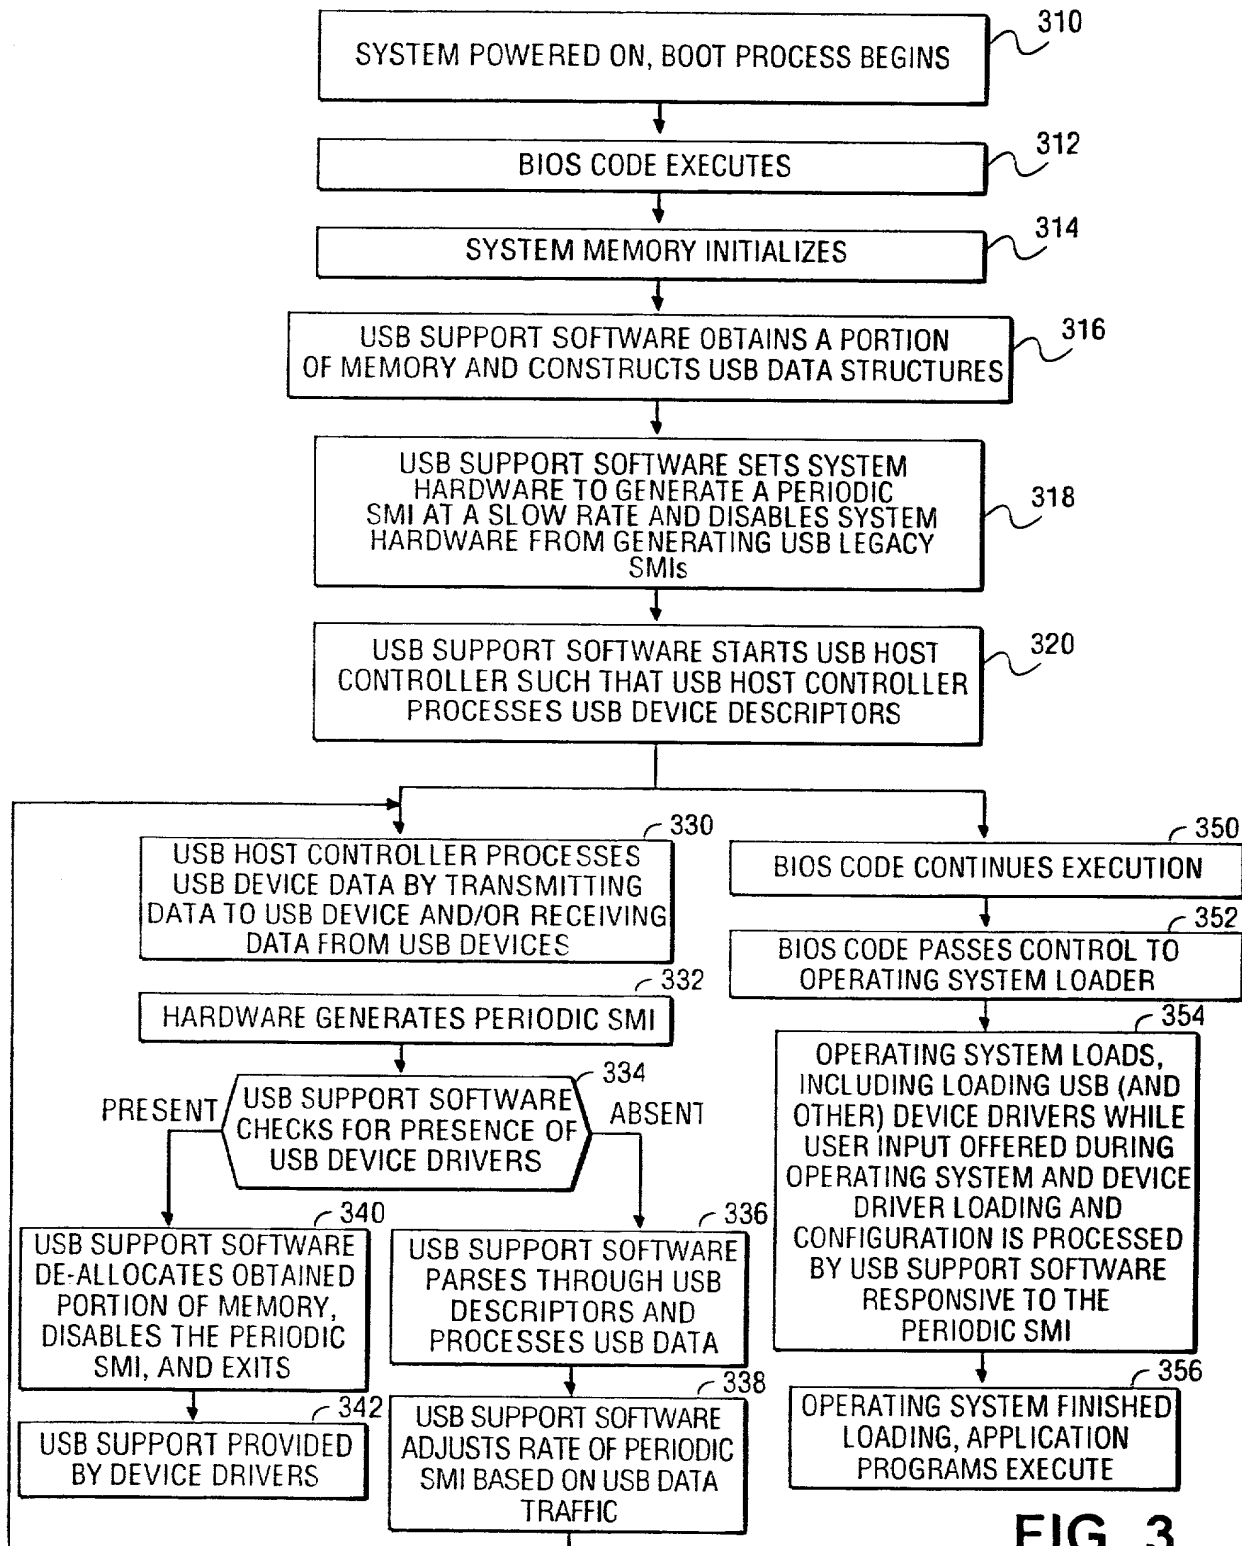 310
SYSTEM POWERED ON, BOOT PROCESS BEGINS
312
BIOS CODE EXECUTES
314
SYSTEM MEMORY INITIALIZES
316
USB SUPPORT SOFTWARE OBTAINS A PORTION
OF MEMORY AND CONSTRUCTS USB DATA STRUCTURES
318
USB SUPPORT SOFTWARE SETS SYSTEM
HARDWARE TO GENERATE A PERIODIC
SMI AT A SLOW RATE AND DISABLES SYSTEM
HARDWARE FROM GENERATING USB LEGACY
SMIs
320
USB SUPPORT SOFTWARE STARTS USB HOST
CONTROLLER SUCH THAT USB HOST CONTROLLER
PROCESSES USB DEVICE DESCRIPTORS
330
USB HOST CONTROLLER PROCESSES
USB DEVICE DATA BY TRANSMITTING
DATA TO USB DEVICE AND/OR RECEIVING
DATA FROM USB DEVICES
332
HARDWARE GENERATES PERIODIC SMI
334
USB SUPPORT SOFTWARE
CHECKS FOR PRESENCE OF
USB DEVICE DRIVERS
PRESENT
ABSENT
340
USB SUPPORT SOFTWARE
DE-ALLOCATES OBTAINED
PORTION OF MEMORY,
DISABLES THE PERIODIC
SMI, AND EXITS
342
USB SUPPORT PROVIDED
BY DEVICE DRIVERS
336
USB SUPPORT SOFTWARE
PARSES THROUGH USB
DESCRIPTORS AND
PROCESSES USB DATA
338
USB SUPPORT SOFTWARE
ADJUSTS RATE OF PERIODIC
SMI BASED ON USB DATA
TRAFFIC
350
BIOS CODE CONTINUES EXECUTION
352
BIOS CODE PASSES CONTROL TO
OPERATING SYSTEM LOADER
354
OPERATING SYSTEM LOADS,
INCLUDING LOADING USB (AND
OTHER) DEVICE DRIVERS WHILE
USER INPUT OFFERED DURING
OPERATING SYSTEM AND DEVICE
DRIVER LOADING AND
CONFIGURATION IS PROCESSED
BY USB SUPPORT SOFTWARE
RESPONSIVE TO THE
PERIODIC SMI
356
OPERATING SYSTEM FINISHED
LOADING, APPLICATION
PROGRAMS EXECUTE
FIG. 3